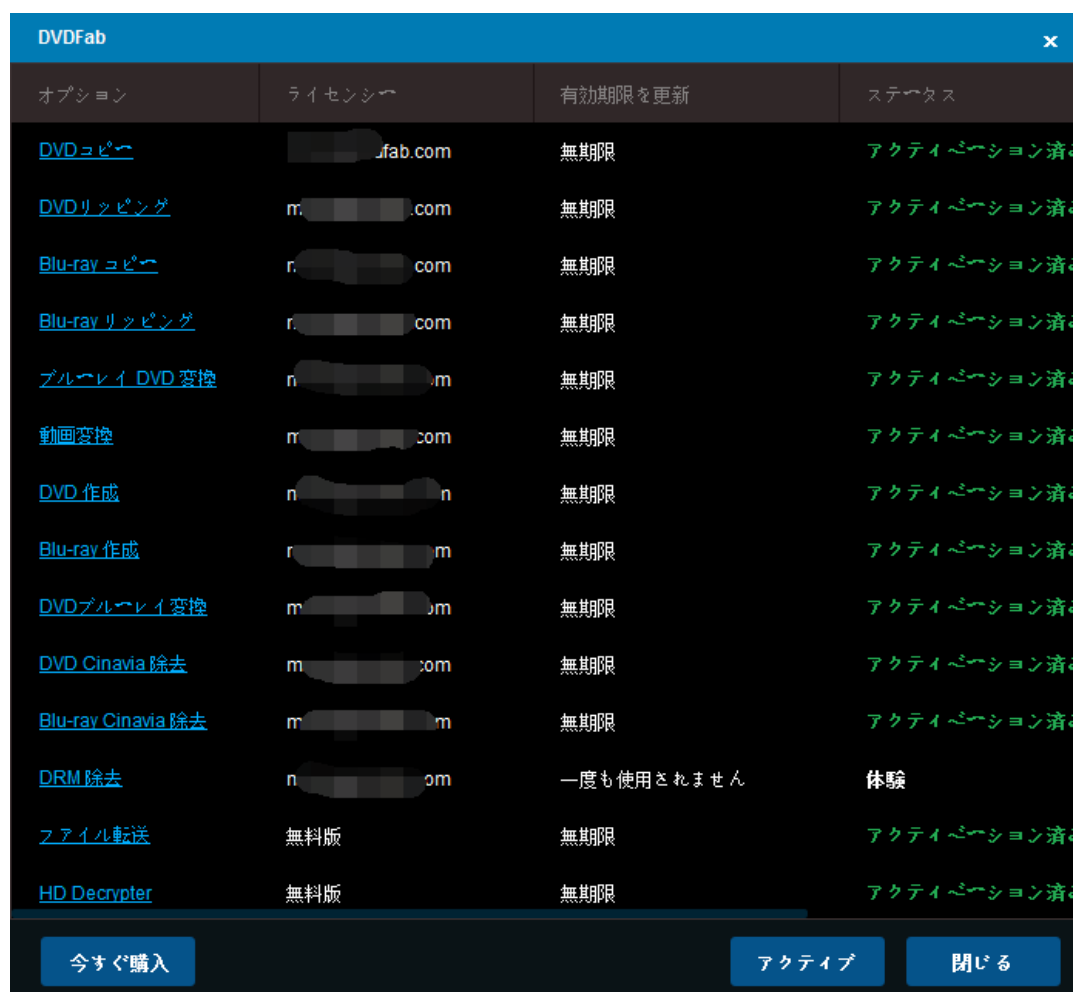 DVDFab x
オプション ライセンシー 有効期限を更新 ステータス
DVDコピー fab.com 無期限 アクティベーション済み
DVDリッピング m .com 無期限 アクティベーション済み
Blu-ray コピー com 無期限 アクティベーション済み
Blu-ray リッピング com 無期限 アクティベーション済み
ブルーレイ DVD 変換 m 無期限 アクティベーション済み
動画変換 com 無期限 アクティベーション済み
DVD 作成 無期限 アクティベーション済み
Blu-ray 作成 m 無期限 アクティベーション済み
DVDブルーレイ変換 m om 無期限 アクティベーション済み
DVD Cinavia 除去 m com 無期限 アクティベーション済み
Blu-ray Cinavia 除去 m m 無期限 アクティベーション済み
DRM 除去 om 一度も使用されません 体験
ファイル転送 無料版 無期限 アクティベーション済み
HD Decrypter 無料版 無期限 アクティベーション済み
今すぐ購入 アクティブ 閉じる